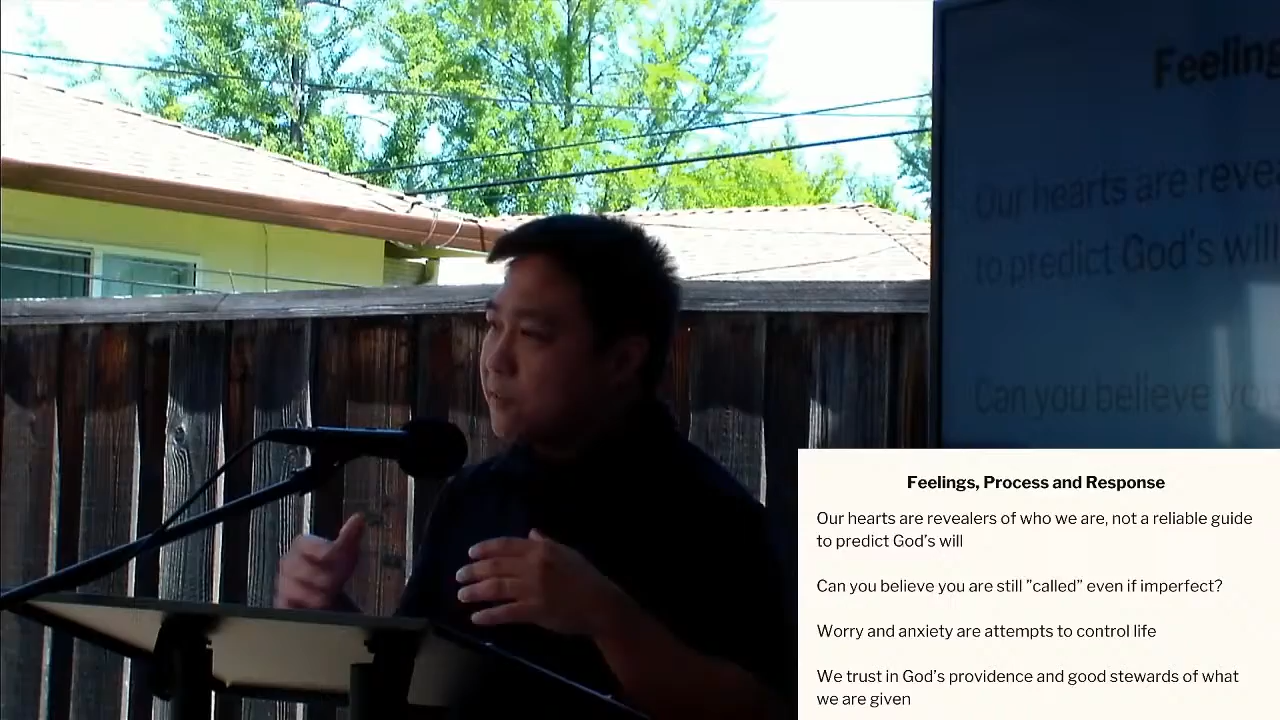 Feeling
Our hearts are revea
to predict God's will
Can you believe yo
Feelings, Process and Response
Our hearts are revealers of who we are, not a reliable guide
to predict God’s will
Can you believe you are still "called” even if imperfect?
Worry and anxiety are attempts to control life
We trust in God’s providence and good stewards of what
we are given